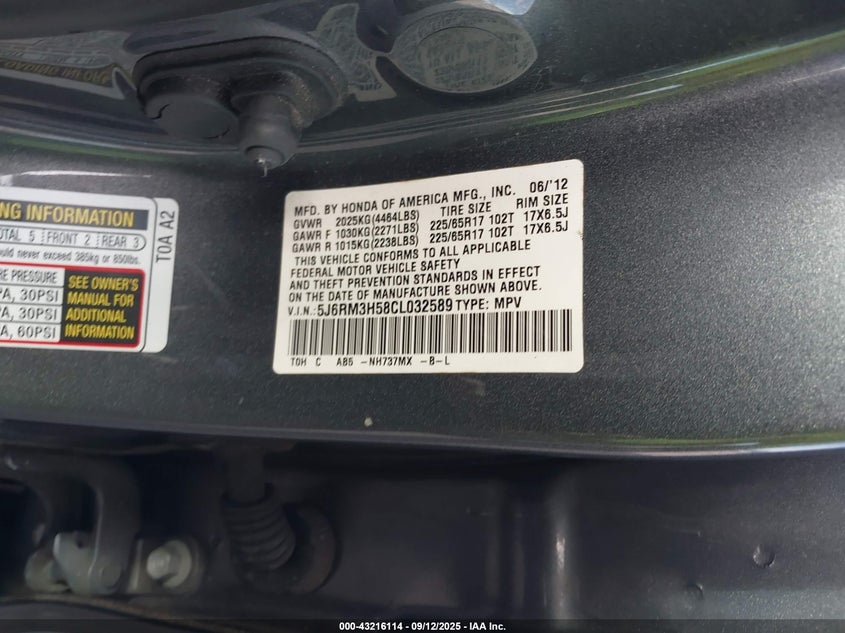 NG INFORMATION
TOTAL 5 FRONT 2 REAR 3
never exceed 385kg or 850lbs.
PRESSURE
SEE OWNER'S
MANUAL FOR
ADDITIONAL
INFORMATION
PA, 30PSI
PA, 30PSI
A, 60PSI
T0A A2
MFD. BY HONDA OF AMERICA MFG., INC. 06/'12
GVWR 2025KG(4464LBS) TIRE SIZE RIM SIZE
GAWR F 1030KG(2271LBS) 225/65R17 102T 17X6.5J
GAWR R 1015KG(2238LBS) 225/65R17 102T 17X6.5J
THIS VEHICLE CONFORMS TO ALL APPLICABLE
FEDERAL MOTOR VEHICLE SAFETY
AND THEFT PREVENTION STANDARDS IN EFFECT
ON THE DATE OF MANUFACTURE SHOWN ABOVE.
V.I.N.:5J6RM3H58CL032589 TYPE: MPV
T0H C AB5 -NH737MX -B-L
000-43216114 - 09/12/2025 - IAA Inc.